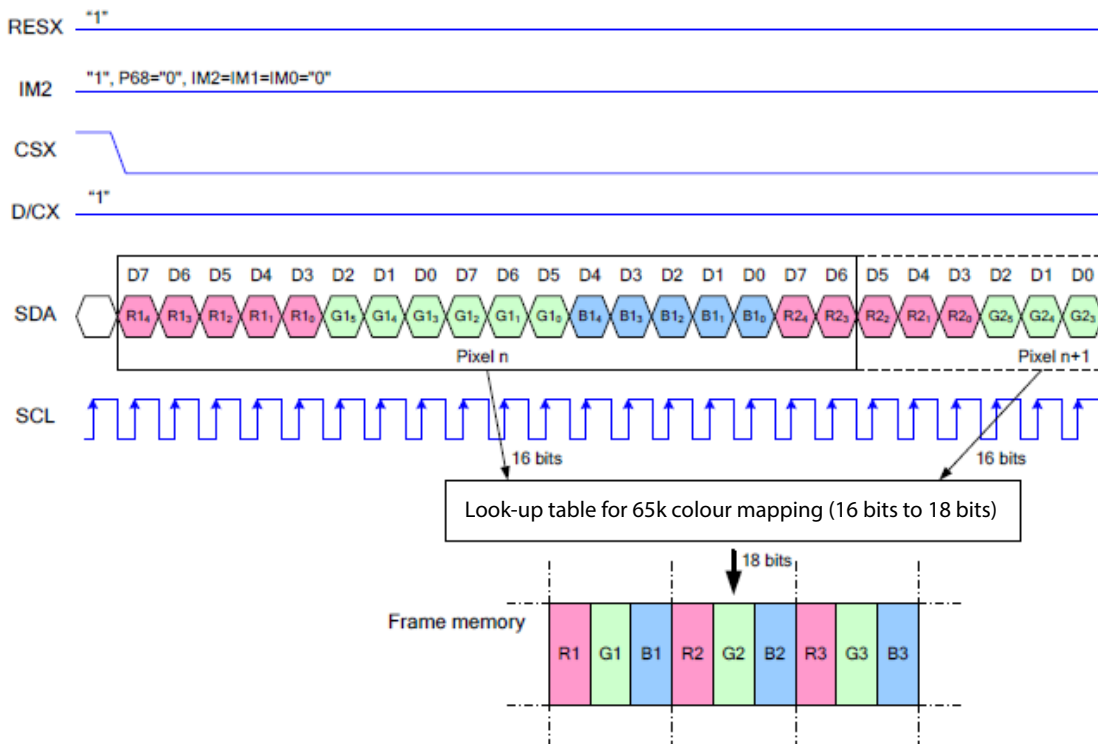 RESX "1"
IM2 "1", P68="0", IM2=IM1=IM0="0"
CSX
D/CX "1"
D7 D6 D5 D4 D3 D2 D1 D0 D7 D6 D5 D4 D3 D2 D1 D0 D7 D6 D5 D4 D3 D2 D1 D0
SDA R14 R13 R12 R11 R10 G15 G14 G13 G12 G11 G10 B14 B13 B12 B11 B10 R24 R23 R22 R21 R20 G25 G24 G23
Pixel n Pixel n+1
SCL
16 bits 16 bits
Look-up table for 65k colour mapping (16 bits to 18 bits)
18 bits
Frame memory
R1 G1 B1 R2 G2 B2 R3 G3 B3